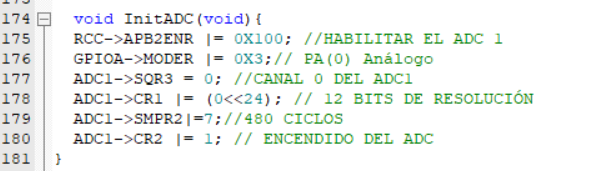 174 void InitADC(void){
175 RCC->APB2ENR |= 0X100; //HABILITAR EL ADC 1
176 GPIOA->MODER |= 0X3;// PA(0) Análogo
177 ADC1->SQR3 = 0; //CANAL 0 DEL ADC1
178 ADC1->CR1 |= (0<<24); // 12 BITS DE RESOLUCIÓN
179 ADC1->SMPR2|=7;//480 CICLOS
180 ADC1->CR2 |= 1; // ENCENDIDO DEL ADC
181 }